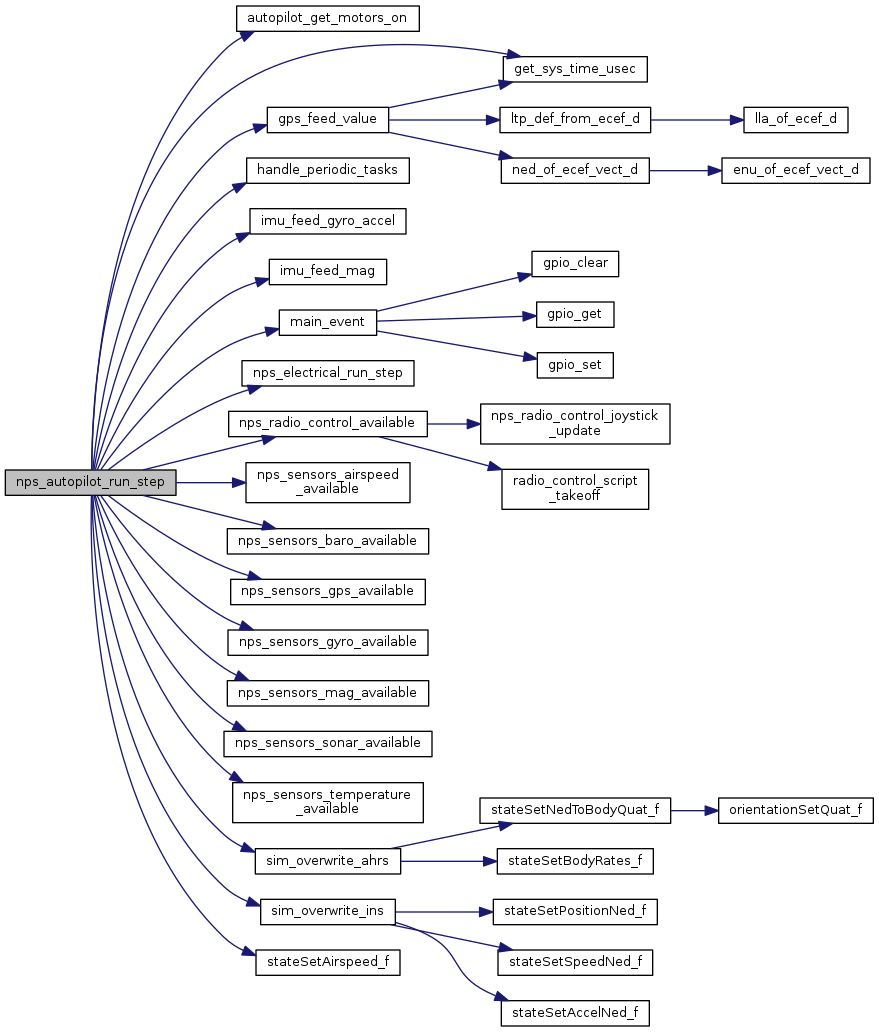 autopilot_get_motors_on
get_sys_time_usec
gps_feed_value
ltp_def_from_ecef_d
lla_of_ecef_d
handle_periodic_tasks
ned_of_ecef_vect_d
enu_of_ecef_vect_d
imu_feed_gyro_accel
imu_feed_mag
gpio_clear
main_event
gpio_get
gpio_set
nps_electrical_run_step
nps_radio_control_available
nps_radio_control_joystick
_update
nps_autopilot_run_step
nps_sensors_airspeed
_available
radio_control_script
_takeoff
nps_sensors_baro_available
nps_sensors_gps_available
nps_sensors_gyro_available
nps_sensors_mag_available
nps_sensors_sonar_available
nps_sensors_temperature
_available
stateSetNedToBodyQuat_f
orientationSetQuat_f
sim_overwrite_ahrs
stateSetBodyRates_f
sim_overwrite_ins
stateSetPositionNed_f
stateSetAirspeed_f
stateSetSpeedNed_f
stateSetAccelNed_f